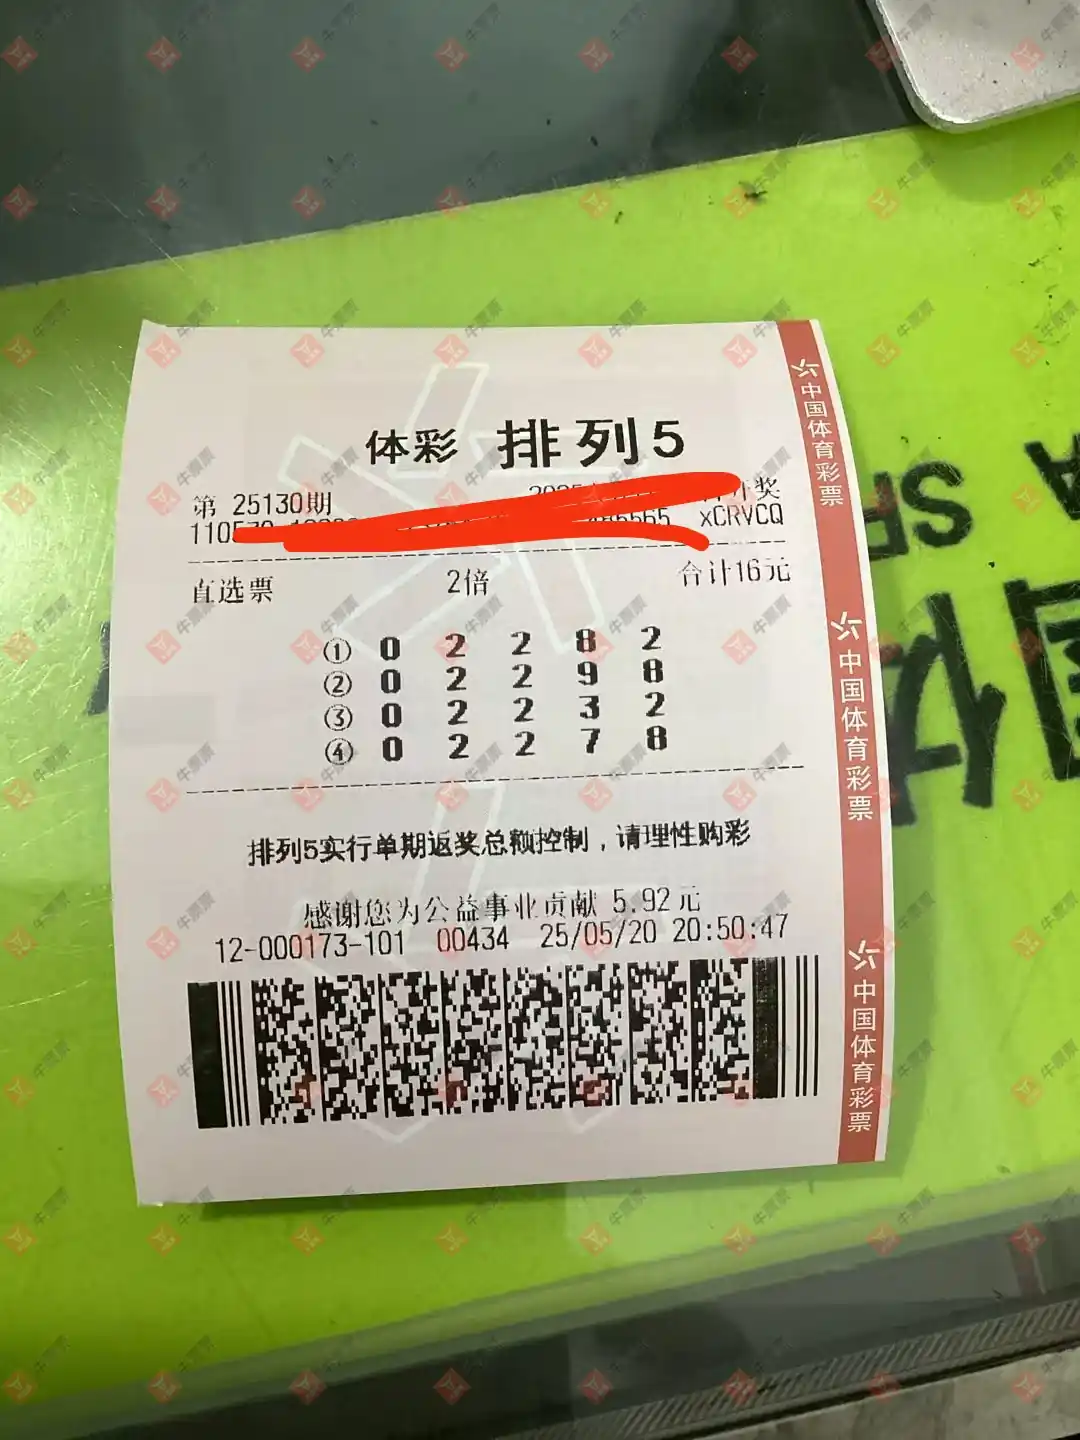 体彩 排列5
第 25130期 开奖
xCRVCQ
直选票 2倍 合计16元
① 0 2 2 8 2
② 0 2 2 9 8
③ 0 2 2 3 2
④ 0 2 2 7 8
排列5实行单期返奖总额控制，请理性购彩
感谢您为公益事业贡献 5.92元
12-000173-101 00434 25/05/20 20:50:47
中国体育彩票
中国体育彩票
中国体育彩票
牛票票